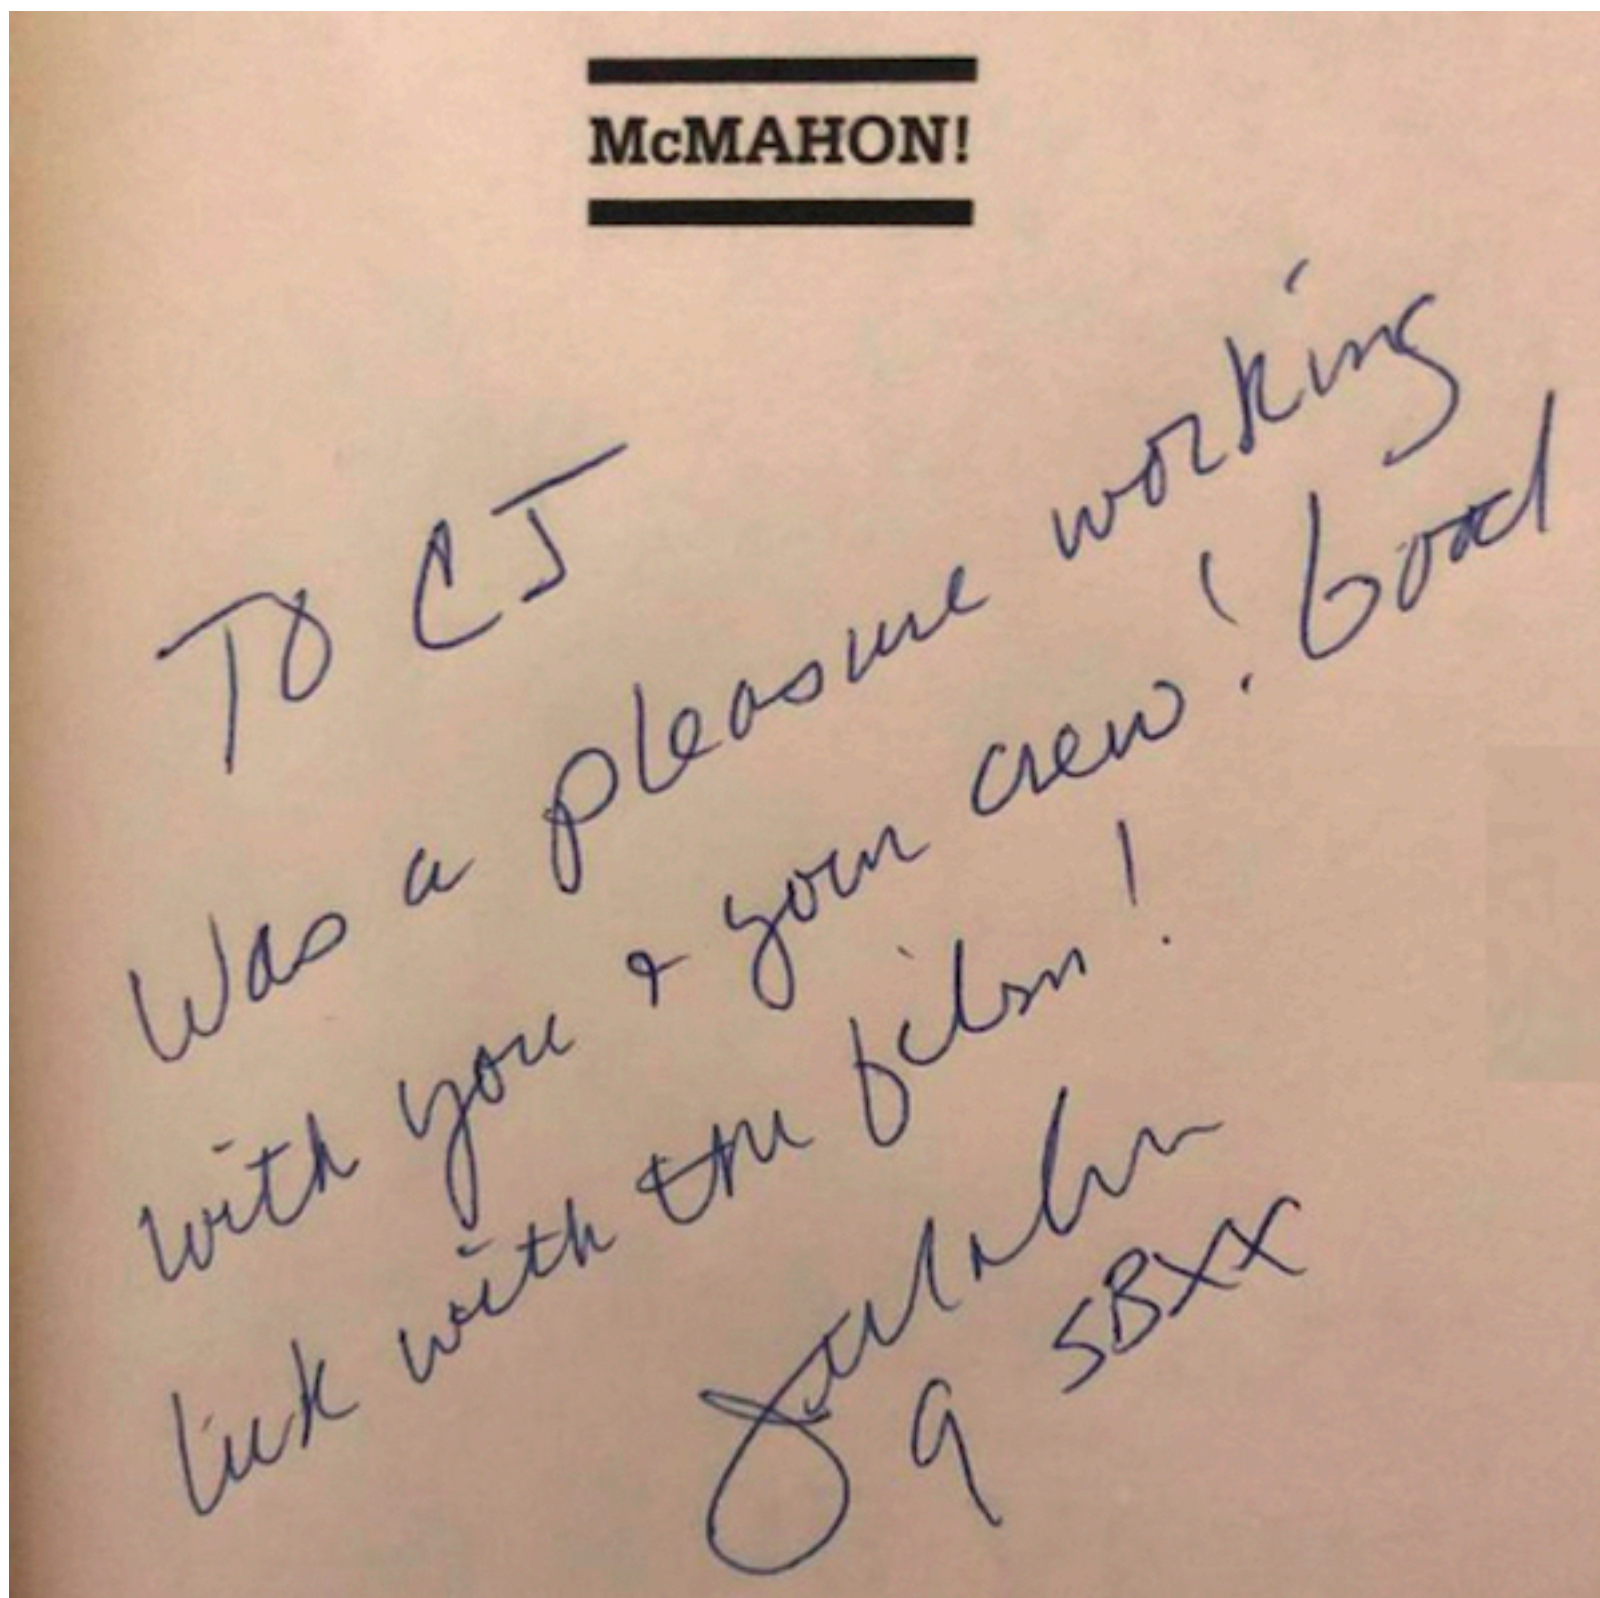 McMAHON!
To CJ
Was a pleasure working
with you & your crew! Good
luck with the film!
9 SBXX